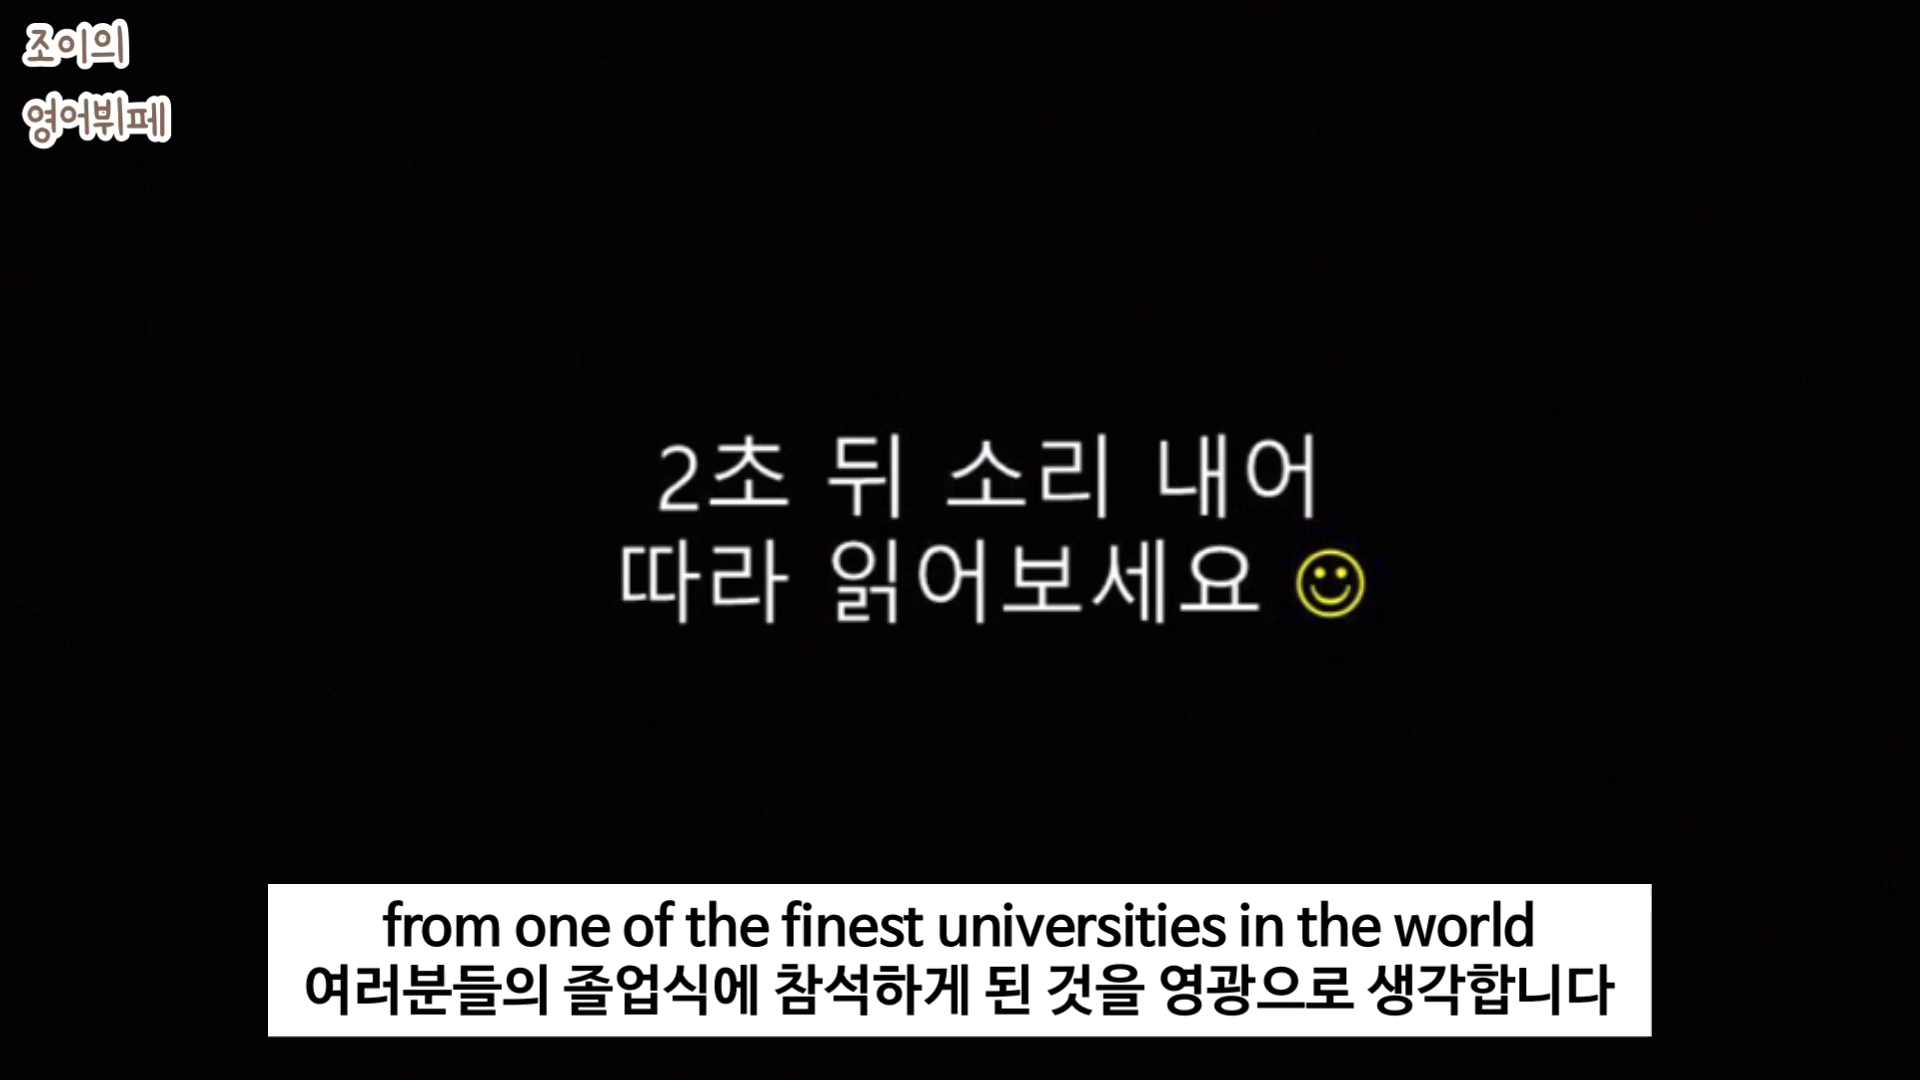 조이의
영어뷔페
2초 뒤 소리 내어
따라 읽어보세요 ☺
from one of the finest universities in the world
여러분들의 졸업식에 참석하게 된 것을 영광으로 생각합니다